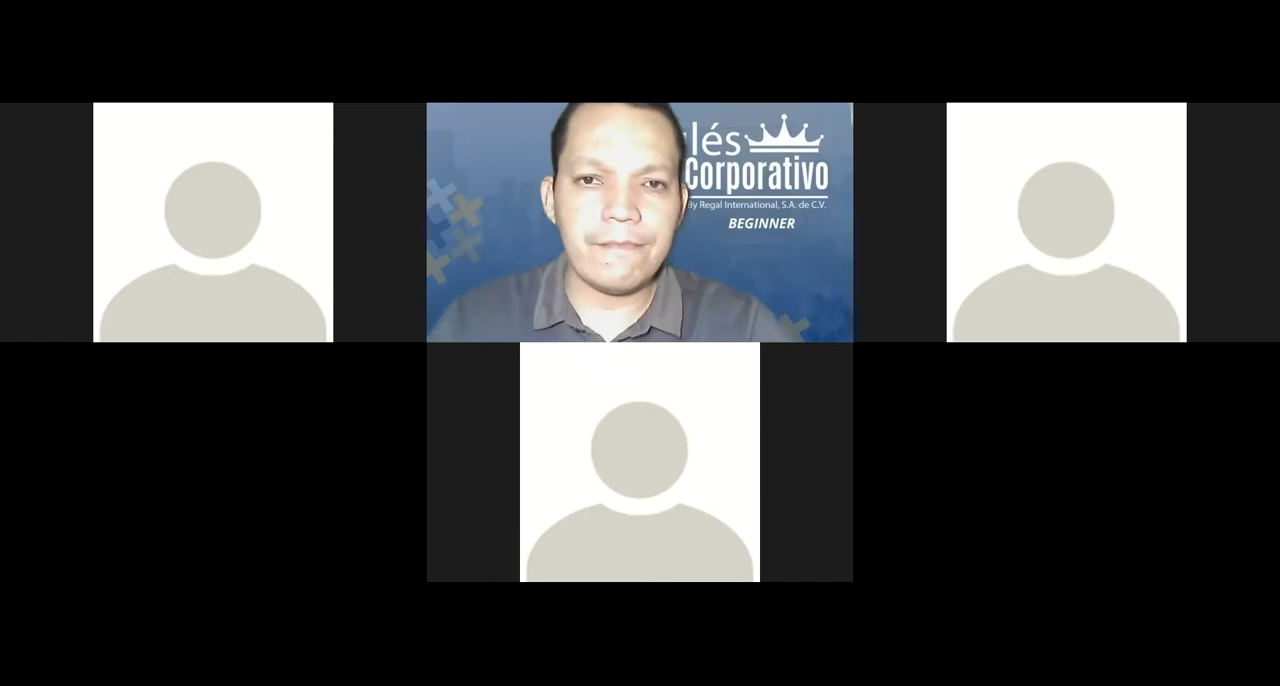 lés
Corporativo
By Regal International, S.A. de C.V.
BEGINNER